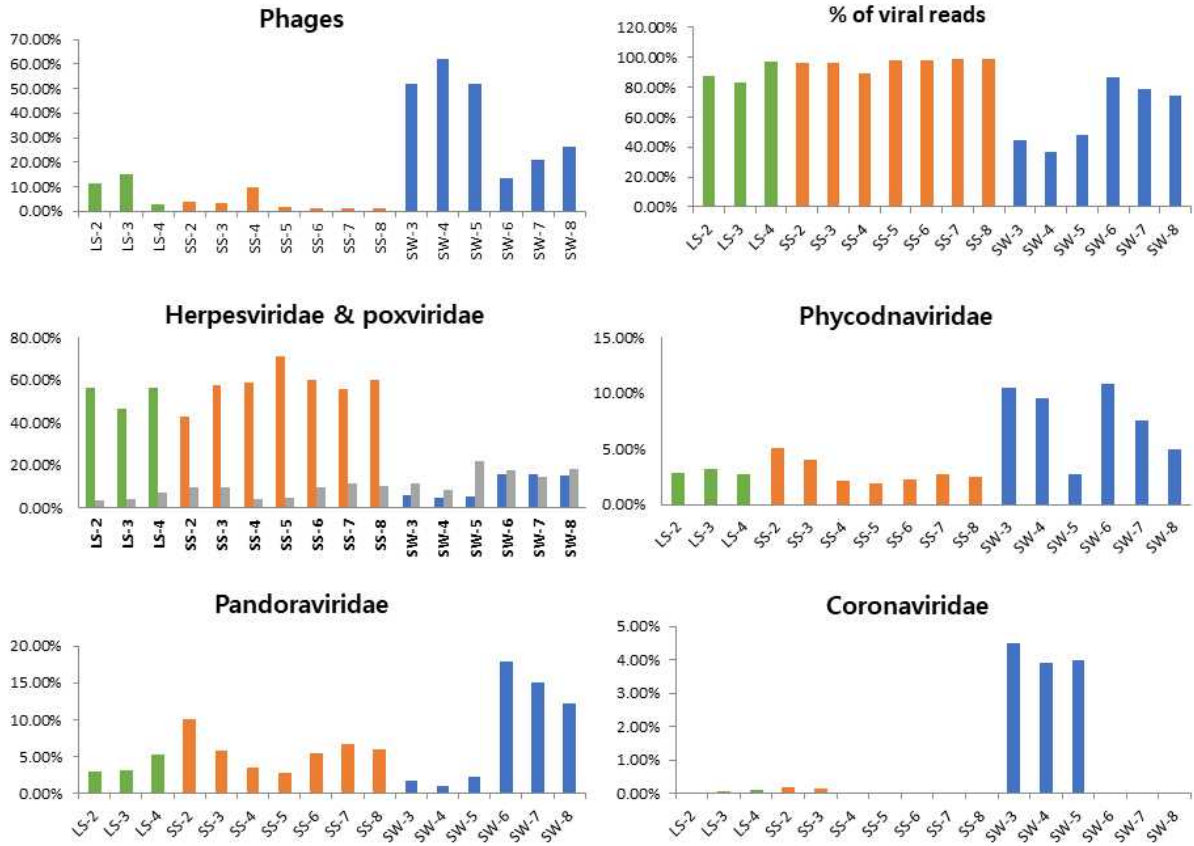 Phages
70.00%
60.00%
50.00%
40.00%
30.00%
20.00%
10.00%
0.00%
LS-2 LS-3 LS-4 SS-2 SS-3 SS-4 SS-5 SS-6 SS-7 SS-8 SW-3 SW-4 SW-5 SW-6 SW-7 SW-8
% of viral reads
120.00%
100.00%
80.00%
60.00%
40.00%
20.00%
0.00%
LS-2 LS-3 LS-4 SS-2 SS-3 SS-4 SS-5 SS-6 SS-7 SS-8 SW-3 SW-4 SW-5 SW-6 SW-7 SW-8
Herpesviridae & poxviridae
80.00%
60.00%
40.00%
20.00%
0.00%
LS-2 LS-3 LS-4 SS-2 SS-3 SS-4 SS-5 SS-6 SS-7 SS-8 SW-3 SW-4 SW-5 SW-6 SW-7 SW-8
Phycodnaviridae
15.00%
10.00%
5.00%
0.00%
LS-2 LS-3 LS-4 SS-2 SS-3 SS-4 SS-5 SS-6 SS-7 SS-8 SW-3 SW-4 SW-5 SW-6 SW-7 SW-8
Pandoraviridae
20.00%
15.00%
10.00%
5.00%
0.00%
LS-2 LS-3 LS-4 SS-2 SS-3 SS-4 SS-5 SS-6 SS-7 SS-8 SW-3 SW-4 SW-5 SW-6 SW-7 SW-8
Coronaviridae
5.00%
4.00%
3.00%
2.00%
1.00%
0.00%
LS-2 LS-3 LS-4 SS-2 SS-3 SS-4 SS-5 SS-6 SS-7 SS-8 SW-3 SW-4 SW-5 SW-6 SW-7 SW-8